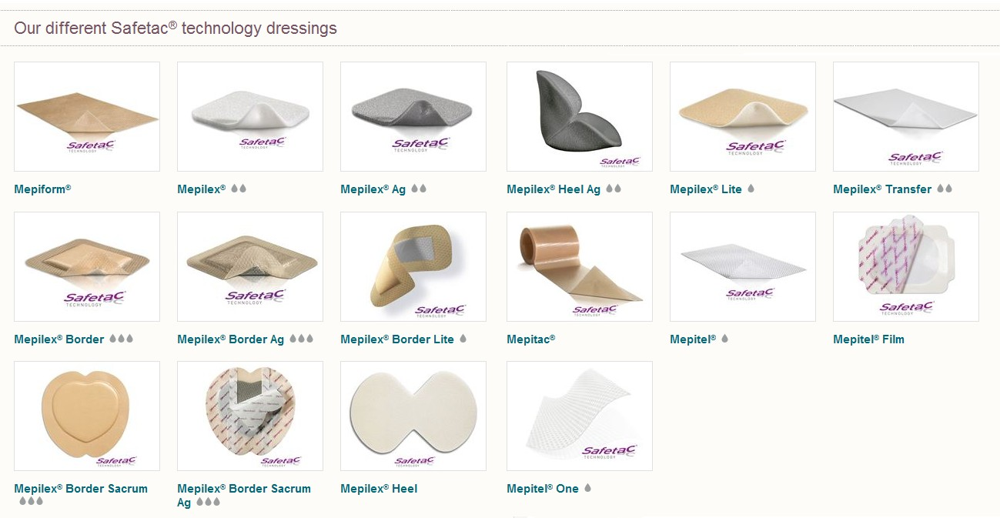 Our different Safetac® technology dressings
Safetac
TECHNOLOGY
Safetac
TECHNOLOGY
Safetac
TECHNOLOGY
Safetac
TECHNOLOGY
Safetac
TECHNOLOGY
Safetac
TECHNOLOGY
Mepiform®
Mepilex®
Mepilex® Ag
Mepilex® Heel Ag
Mepilex® Lite
Mepilex® Transfer
Safetac
TECHNOLOGY
Safetac
TECHNOLOGY
Safetac
TECHNOLOGY
Safetac
TECHNOLOGY
Safetac
TECHNOLOGY
Safetac
TECHNOLOGY
Mepilex® Border
Mepilex® Border Ag
Mepilex® Border Lite
Mepitac®
Mepitel®
Mepitel® Film
Safetac
TECHNOLOGY
Safetac
TECHNOLOGY
Safetac
TECHNOLOGY
Safetac
TECHNOLOGY
Mepilex® Border Sacrum
Mepilex® Border Sacrum
Ag
Mepilex® Heel
Mepitel® One